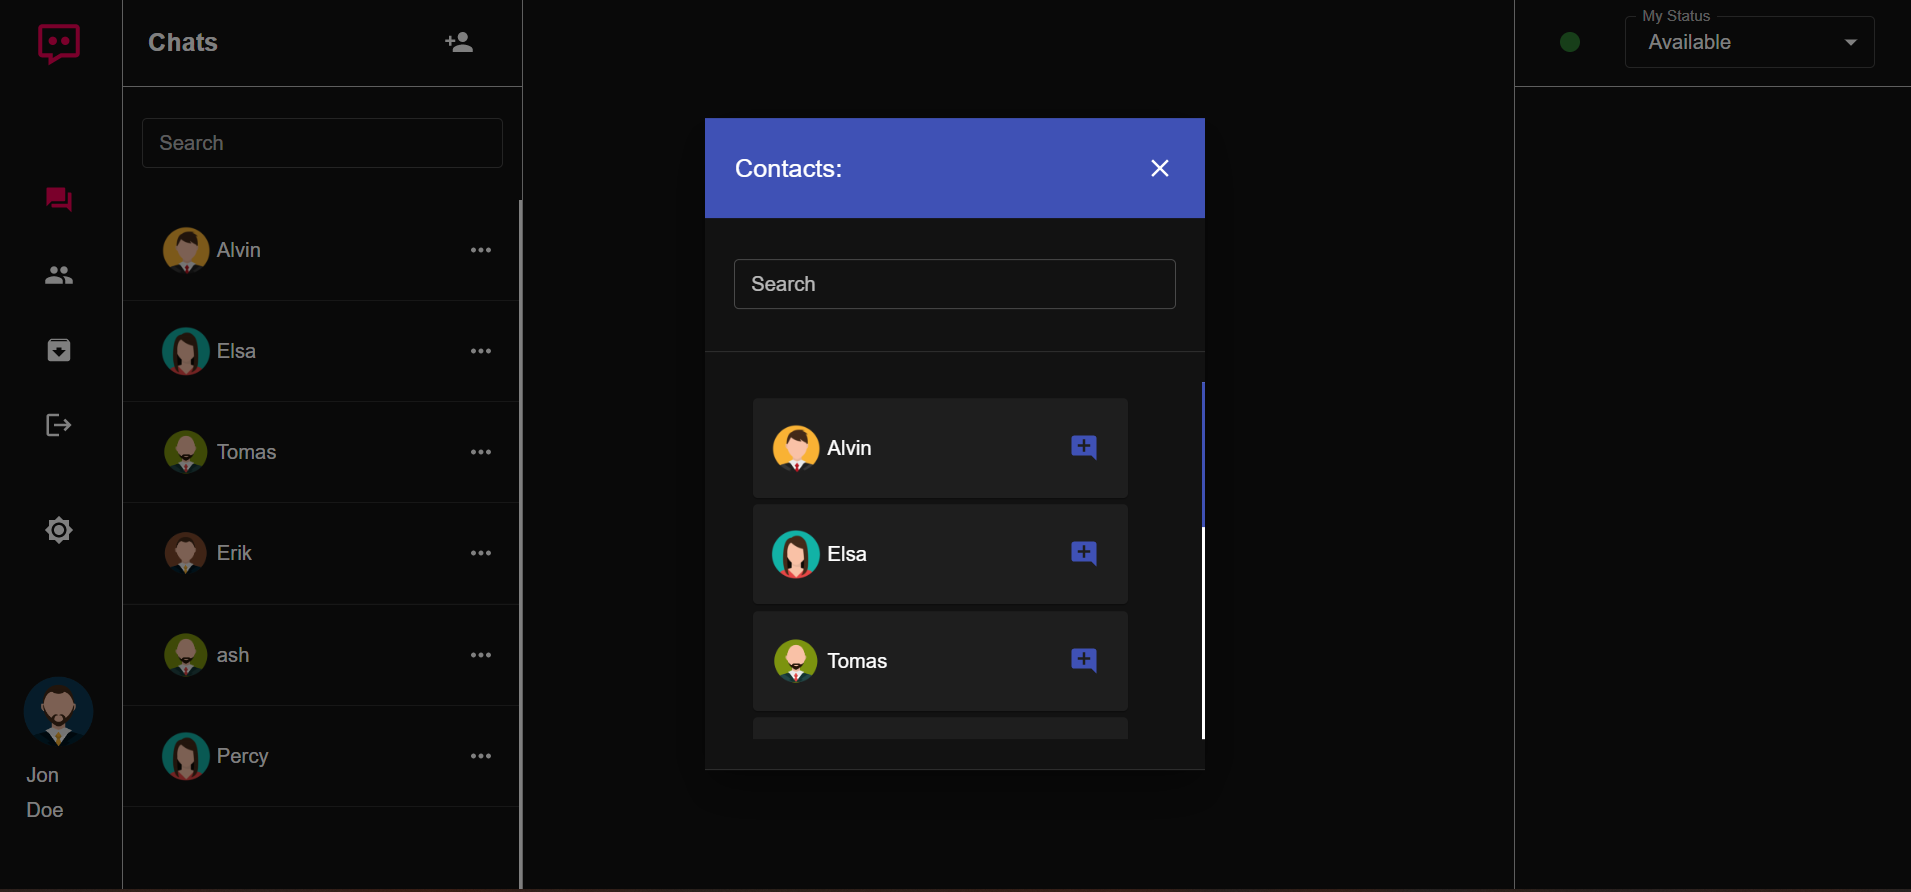 Chats
My Status
Available
Search
Alvin
Elsa
Tomas
Erik
ash
Percy
Jon
Doe
Contacts:
Search
Alvin
Elsa
Tomas